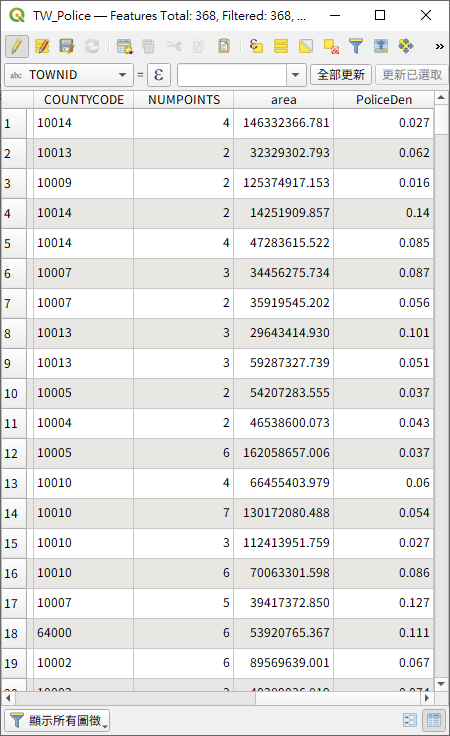 TW_Police — Features Total: 368, Filtered: 368, ...
abc TOWNID = ε 全部更新 更新已選取
COUNTYCODE NUMPOINTS area PoliceDen
1 10014 4 146332366.781 0.027
2 10013 2 32329302.793 0.062
3 10009 2 125374917.153 0.016
4 10014 2 14251909.857 0.14
5 10014 4 47283615.522 0.085
6 10007 3 34456275.734 0.087
7 10007 2 35919545.202 0.056
8 10013 3 29643414.930 0.101
9 10013 3 59287327.739 0.051
10 10005 2 54207283.555 0.037
11 10004 2 46538600.073 0.043
12 10005 6 162058657.006 0.037
13 10010 4 66455403.979 0.06
14 10010 7 130172080.488 0.054
15 10010 3 112413951.759 0.027
16 10010 6 70063301.598 0.086
17 10007 5 39417372.850 0.127
18 64000 6 53920765.367 0.111
19 10002 6 89569639.001 0.067
顯示所有圖徵